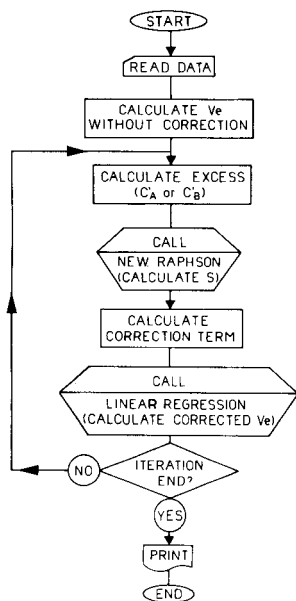 START
READ DATA
CALCULATE Ve
WITHOUT CORRECTION
CALCULATE EXCESS
(C'A or C'B)
CALL
NEW. RAPHSON
(CALCULATE S)
CALCULATE
CORRECTION TERM
CALL
LINEAR REGRESSION
(CALCULATE CORRECTED Ve)
NO
ITERATION
END?
YES
PRINT
END